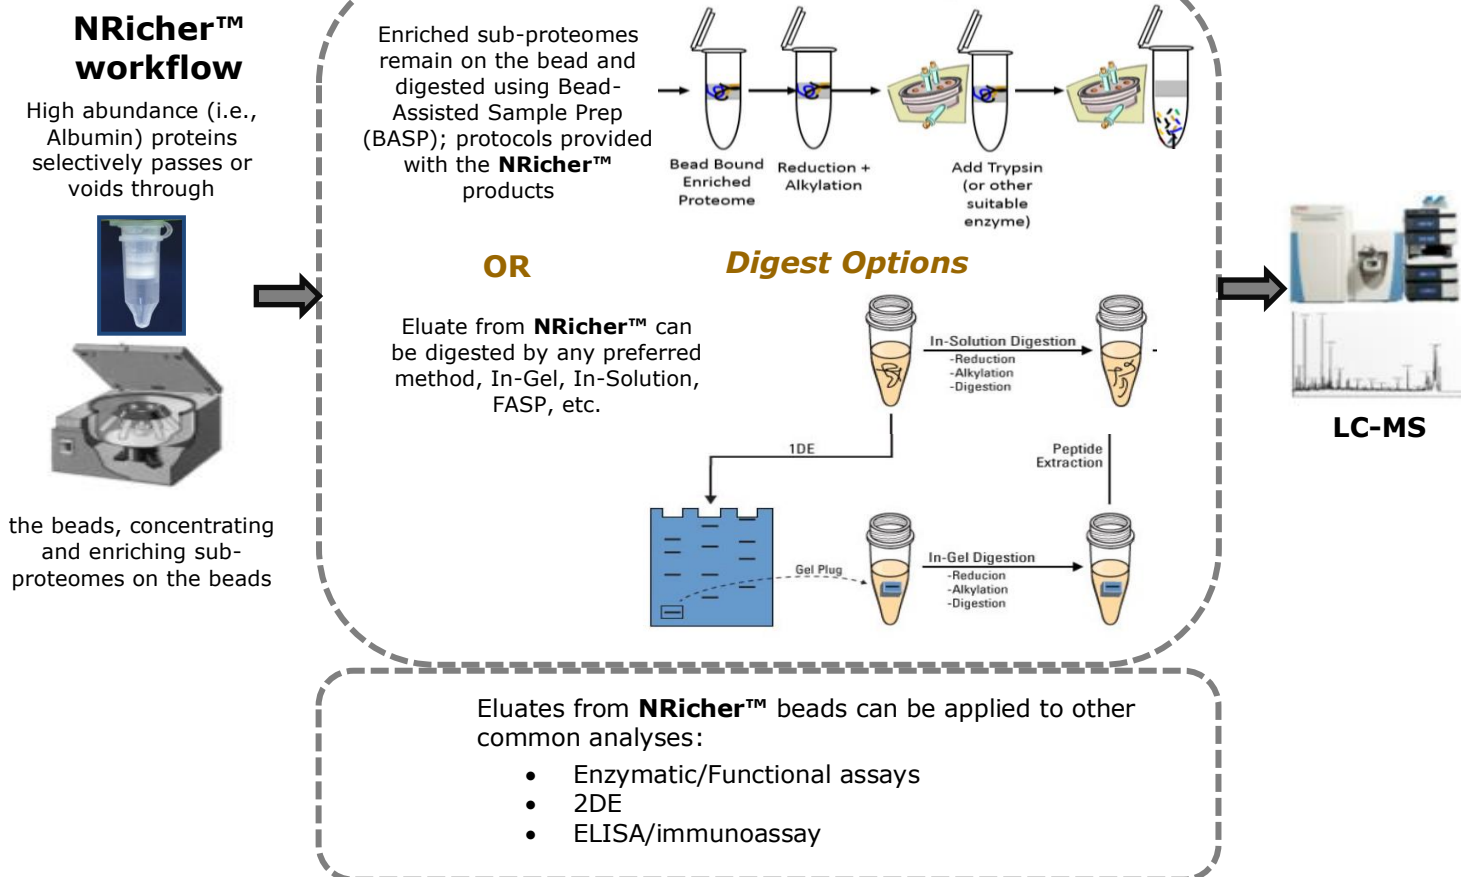 NRicher™
workflow
High abundance (i.e.,
Albumin) proteins
selectively passes or
voids through
the beads, concentrating
and enriching sub-
proteomes on the beads
Enriched sub-proteomes
remain on the bead and
digested using Bead-
Assisted Sample Prep
(BASP); protocols provided
with the NRicher™
products
Bead Bound
Enriched
Proteome
Reduction +
Alkylation
Add Trypsin
(or other
suitable
enzyme)
OR
Digest Options
Eluate from NRicher™ can
be digested by any preferred
method, In-Gel, In-Solution,
FASP, etc.
In-Solution Digestion
-Reduction
-Alkylation
-Digestion
1DE
Peptide
Extraction
Gel Plug
In-Gel Digestion
-Reducion
-Alkylation
-Digestion
LC-MS
Eluates from NRicher™ beads can be applied to other
common analyses:
• Enzymatic/Functional assays
• 2DE
• ELISA/immunoassay